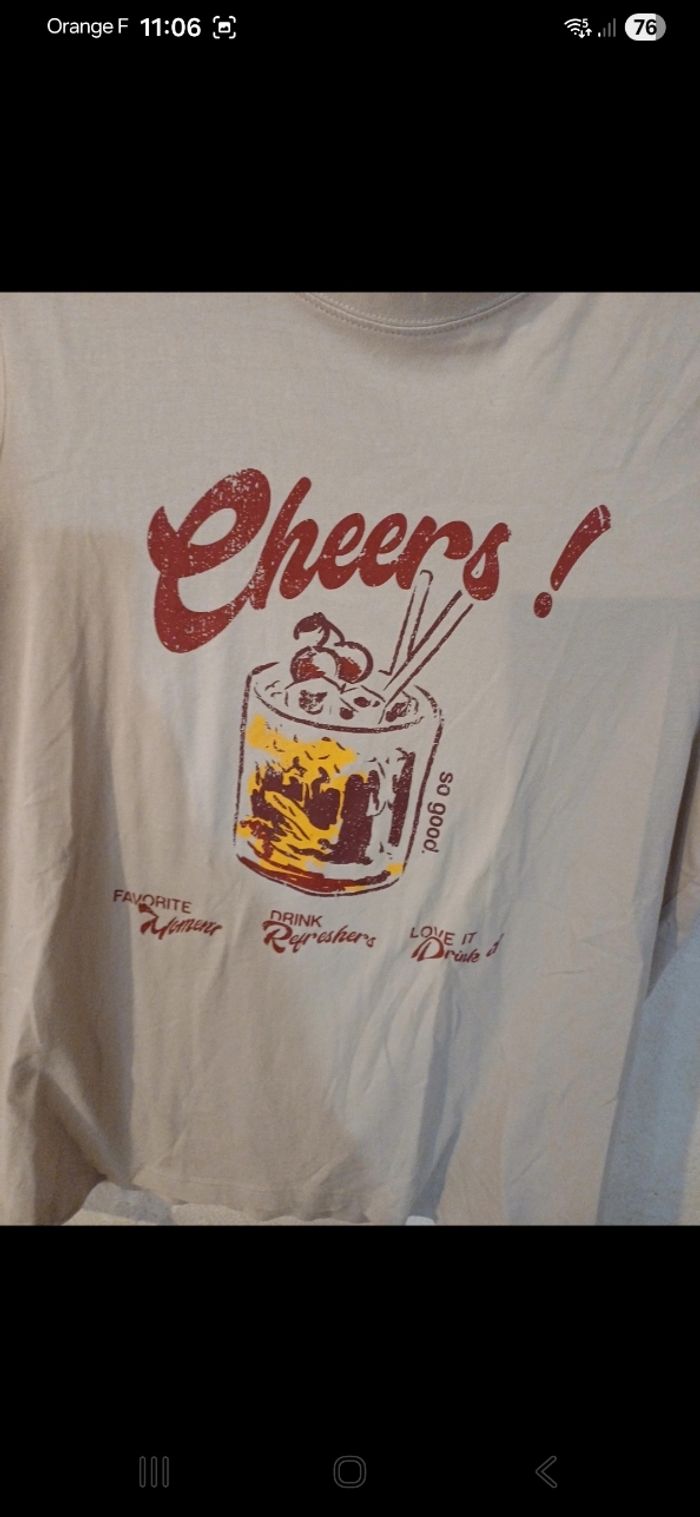 Orange F 11:06 76
Cheers !
so good.
FAVORITE
Moment
DRINK
Refreshers
LOVE IT
Drink